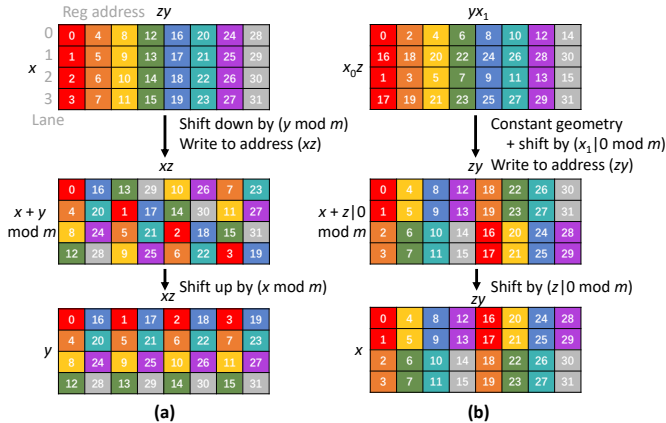 Reg address zy
0 0 4 8 12 16 20 24 28
1 1 5 9 13 17 21 25 29
x
2 2 6 10 14 18 22 26 30
3 3 7 11 15 19 23 27 31
Lane
Shift down by (y mod m)
Write to address (xz)
xz
0 16 13 29 10 26 7 23
4 20 1 17 14 30 11 27
x + y
mod m
8 24 5 21 2 18 15 31
12 28 9 25 6 22 3 19
Shift up by (x mod m)
xz
0 16 1 17 2 18 3 19
4 20 5 21 6 22 7 23
y
8 24 9 25 10 26 11 27
12 28 13 29 14 30 15 31
(a)
yx₁
0 2 4 6 8 10 12 14
16 18 20 22 24 26 28 30
x₀z
1 3 5 7 9 11 13 15
17 19 21 23 25 27 29 31
Constant geometry
+ shift by (x₁|0 mod m)
Write to address (zy)
zy
0 4 8 12 18 22 26 30
1 5 9 13 19 23 27 31
x + z|0
mod m
2 6 10 14 16 20 24 28
3 7 11 15 17 21 25 29
Shift by (z|0 mod m)
zy
0 4 8 12 16 20 24 28
1 5 9 13 17 21 25 29
x
2 6 10 14 18 22 26 30
3 7 11 15 19 23 27 31
(b)